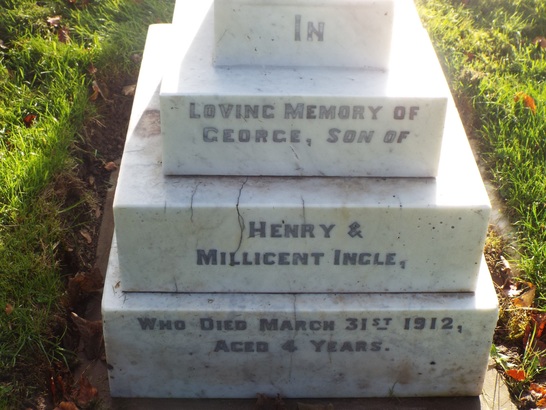 IN
LOVING MEMORY OF
GEORGE, SON OF
HENRY &
MILLICENT INGLE,
WHO DIED MARCH 31ST 1912,
AGED 4 YEARS.